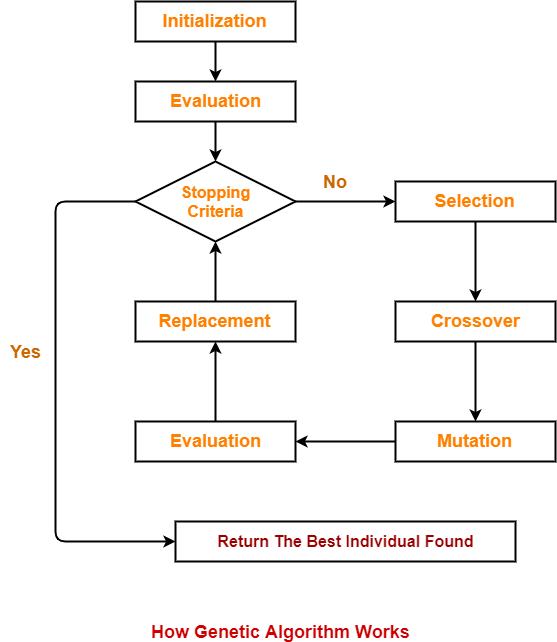 Initialization
Evaluation
Stopping
Criteria
No
Selection
Replacement
Crossover
Yes
Evaluation
Mutation
Return The Best Individual Found
How Genetic Algorithm Works